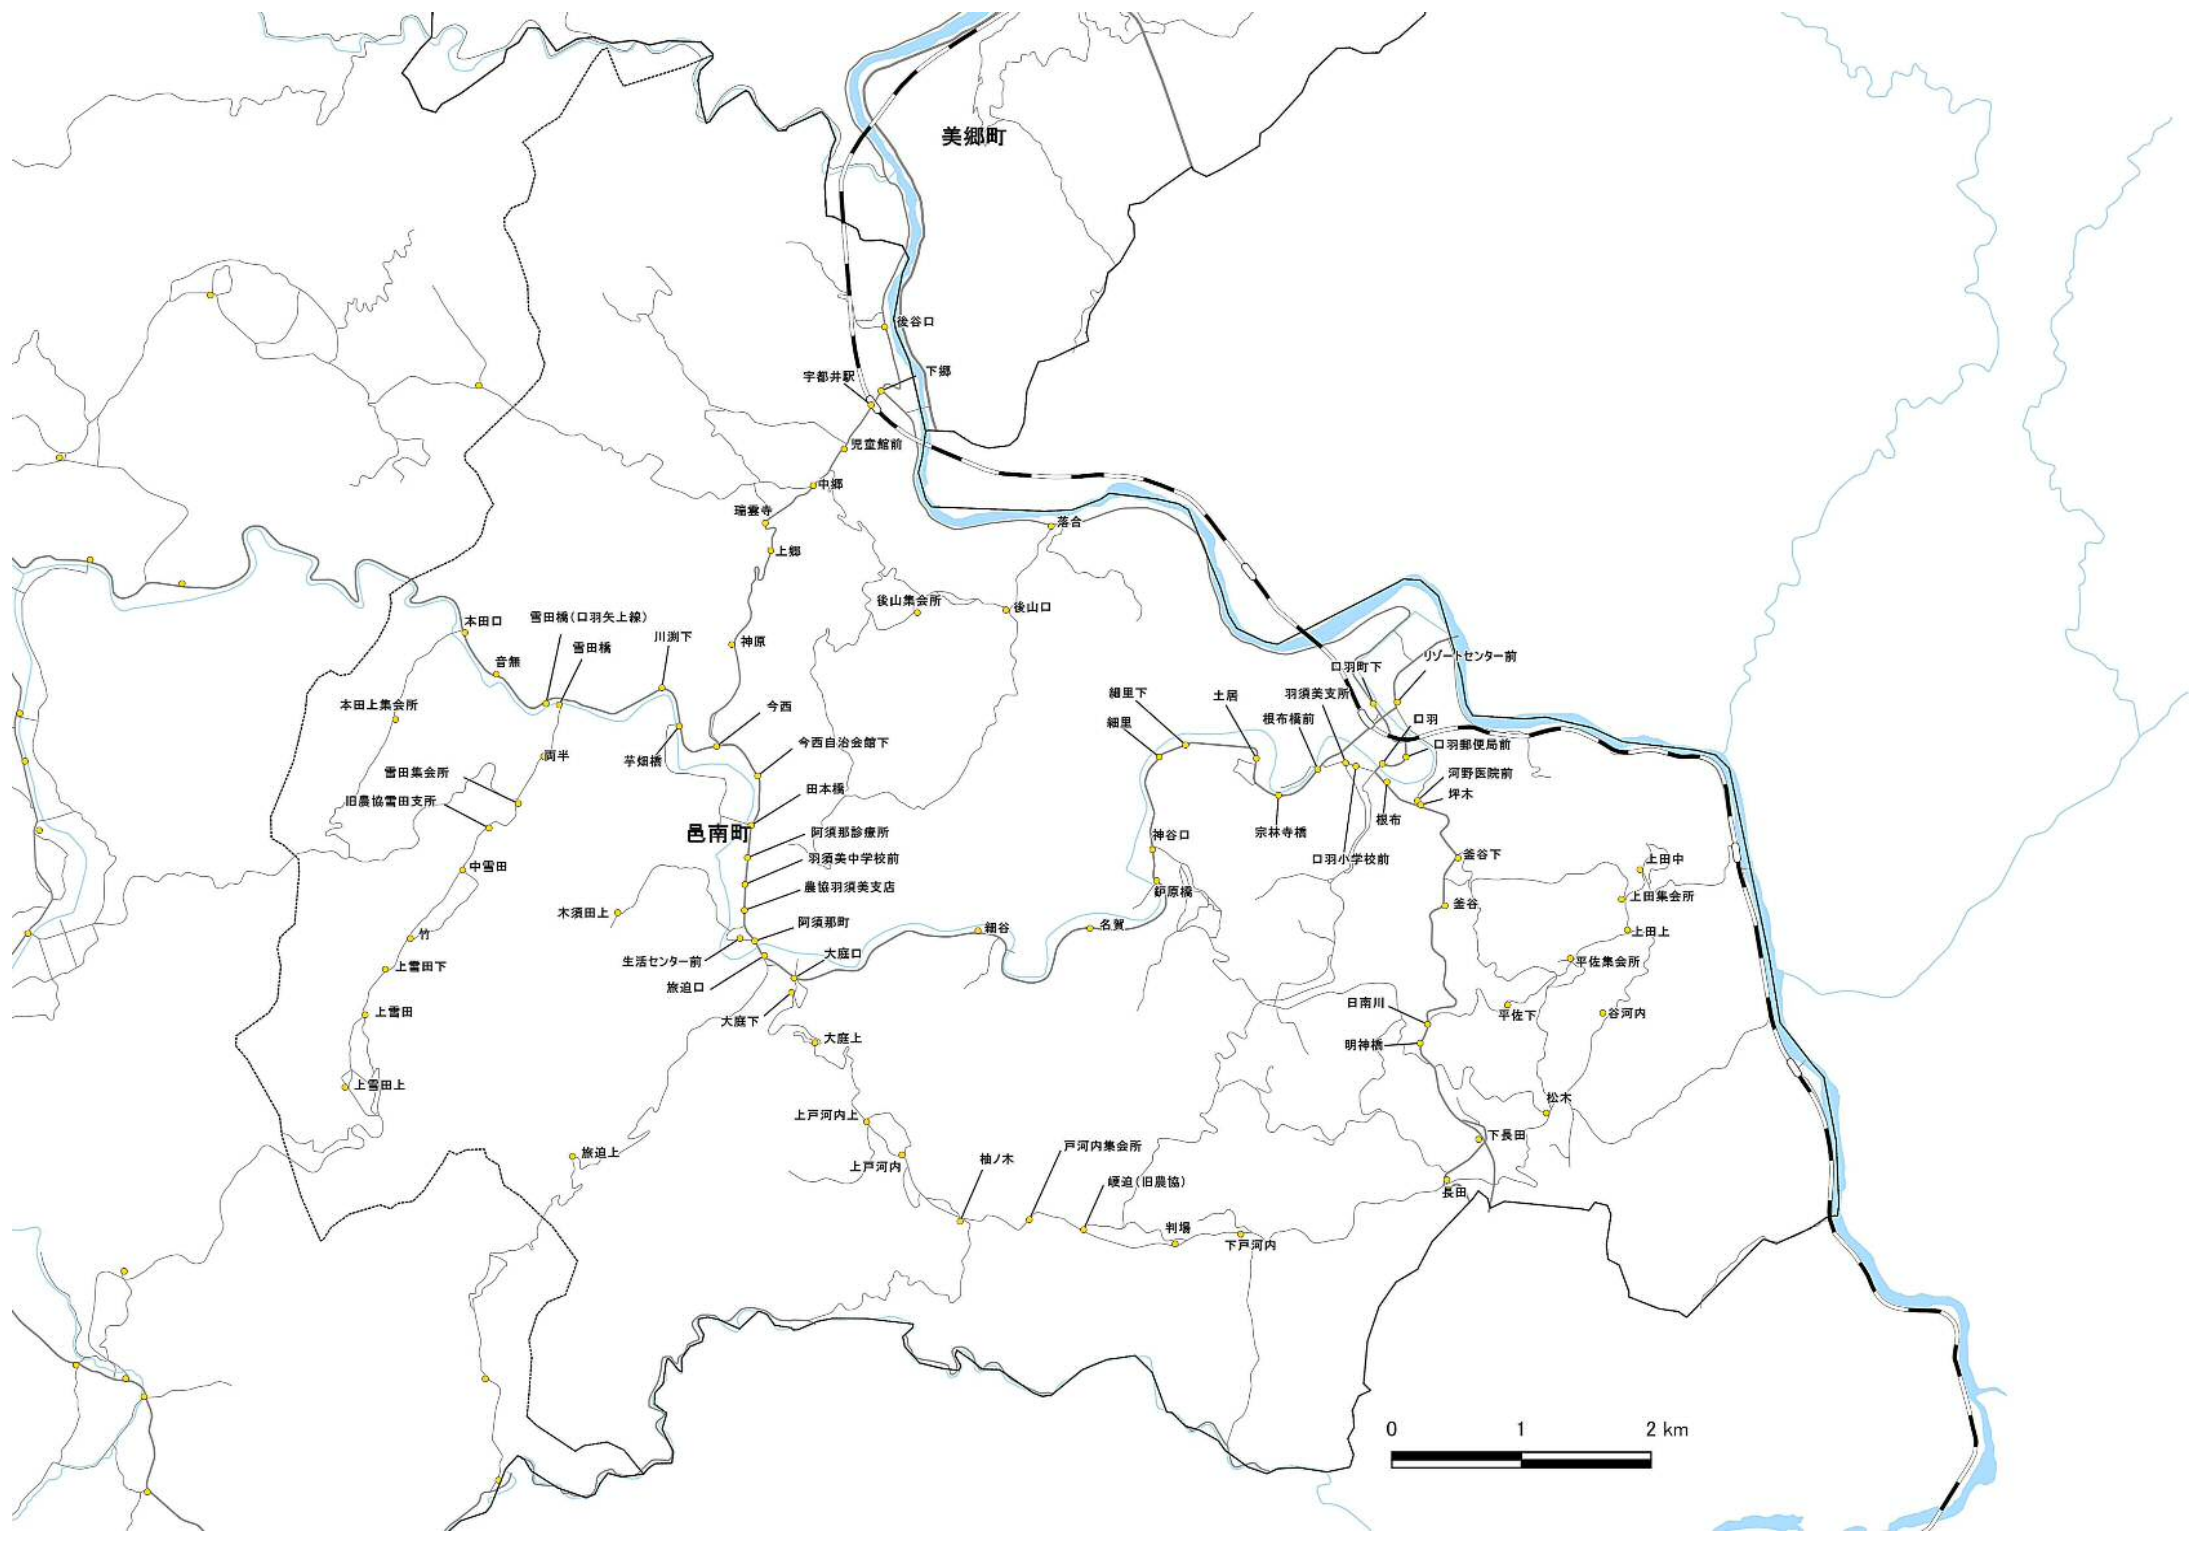 美郷町
後谷口
下郷
宇都井駅
児童館前
中郷
瑞雲寺
落合
上郷
後山集会所
後山口
雪田橋(口羽矢上線)
本田口
川渕下
神原
雪田橋
音無
リゾートセンター前
口羽町下
細里下
土居
羽須美支所
本田上集会所
今西
根布橋前
口羽
細里
今西自治会館下
口羽郵便局前
両半
芋畑橋
雪田集会所
河野医院前
田本橋
坪木
旧農協雪田支所
根布
邑南町
阿須那診療所
宗林寺橋
神谷口
釜谷下
羽須美中学校前
口羽小学校前
上田中
中雪田
農協羽須美支店
鈩原橋
上田集会所
釜谷
木須田上
阿須那町
名賀
細谷
上田上
竹
大庭口
生活センター前
平佐集会所
上雪田下
旅迫口
日南川
上雪田
大庭下
平佐下
谷河内
大庭上
明神橋
上雪田上
松木
上戸河内上
下長田
戸河内集会所
旅迫上
柚ノ木
上戸河内
峠迫(旧農協)
長田
判場
下戸河内
0 1 2 km